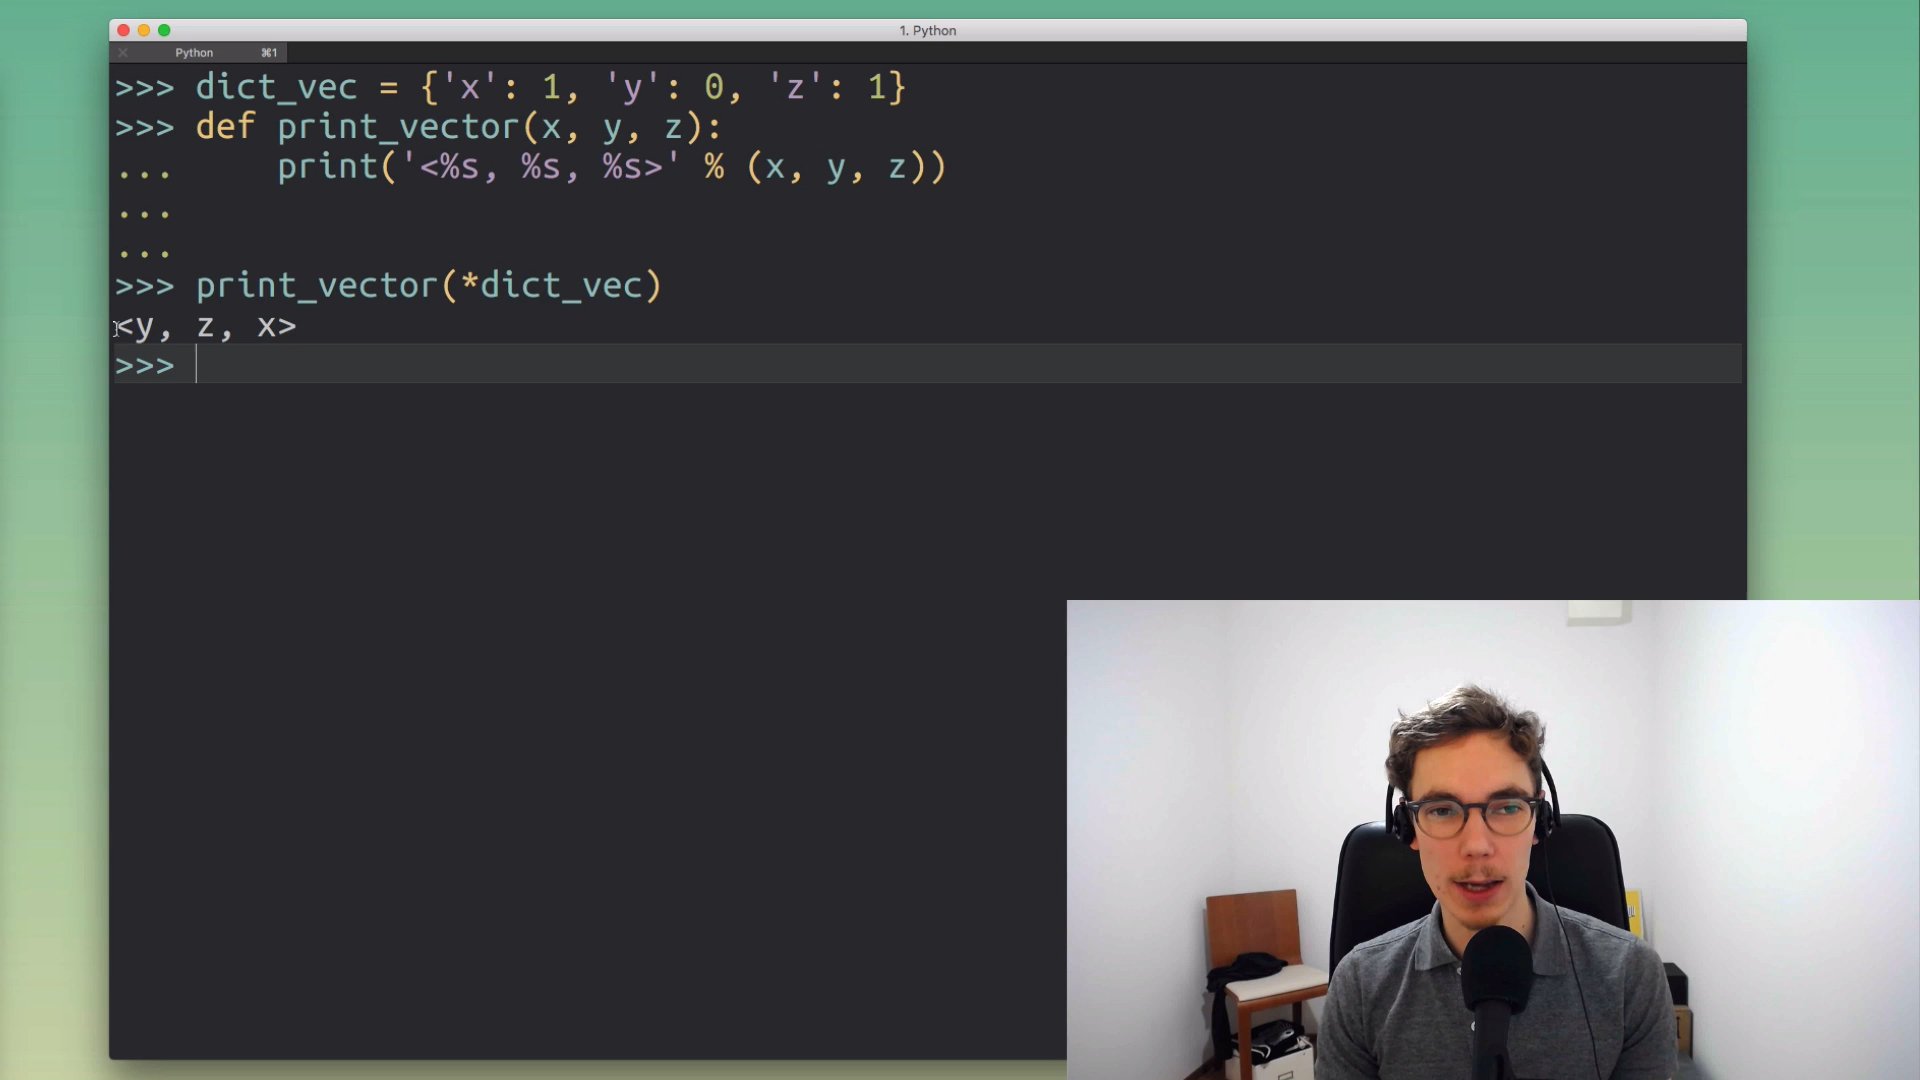 1. Python
Python ⌘1
>>> dict_vec = {'x': 1, 'y': 0, 'z': 1}
>>> def print_vector(x, y, z):
...     print('<%s, %s, %s>' % (x, y, z))
...
...
>>> print_vector(*dict_vec)
<y, z, x>
>>>